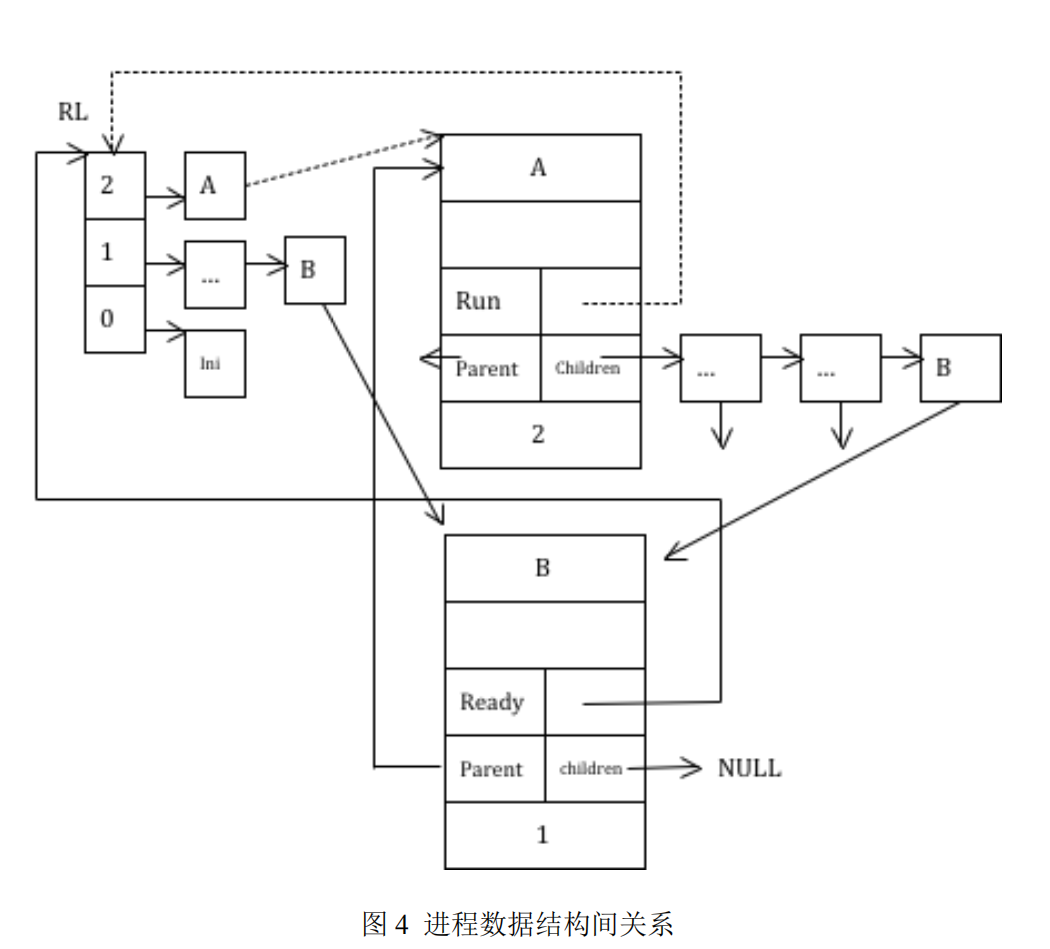 RL
2
A
1
...
B
0
Ini
A
Run
Parent
Children
...
...
B
2
B
Ready
Parent
children
NULL
1
图 4 进程数据结构间关系